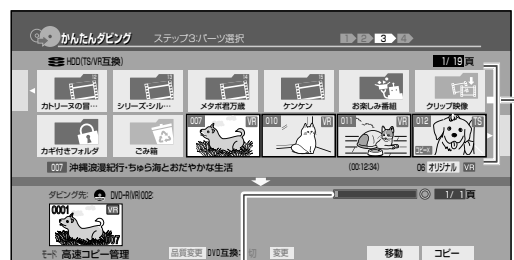 かんたんダビング ステップ3:パーツ選択 1 2 3 4
HDD(TS/VR互換) 1/ 19頁
カトリーヌの冒… シリーズ・シル… メタボ君万歳 ケンケン お楽しみ番組 クリップ映像
007 VR 010 VR 011 VR 012 TS
コピー×
カギ付きフォルダ ごみ箱
007 沖縄浪漫紀行・ちゅら海とおだやかな生活 (00:12:34) 06 オリジナル VR
ダビング先: DVD-R(VR)002: 1/ 1頁
0001 VR
007
モード 高速コピー管理 品質変更 DVD互換: 切 変更 移動 コピー